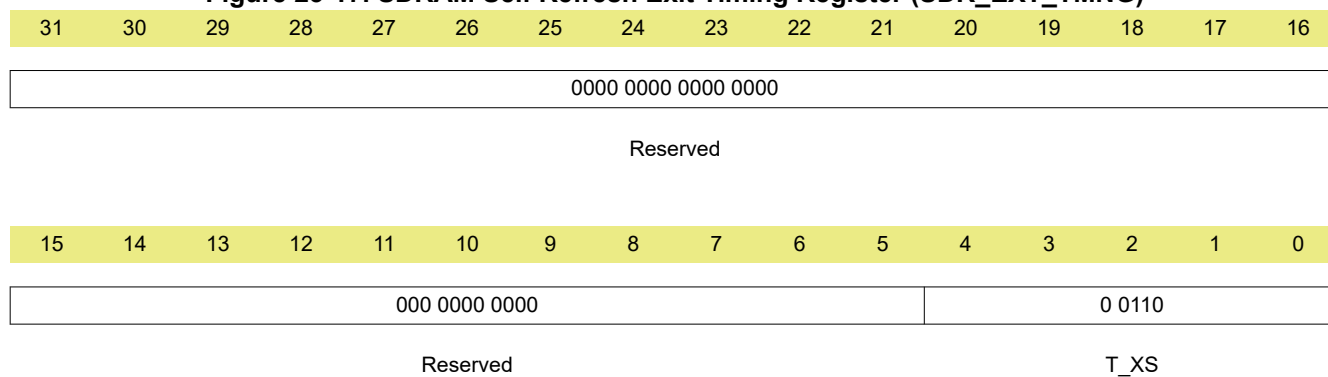 31 30 29 28 27 26 25 24 23 22 21 20 19 18 17 16
0000 0000 0000 0000
Reserved
15 14 13 12 11 10 9 8 7 6 5 4 3 2 1 0
000 0000 0000 0 0110
Reserved T_XS